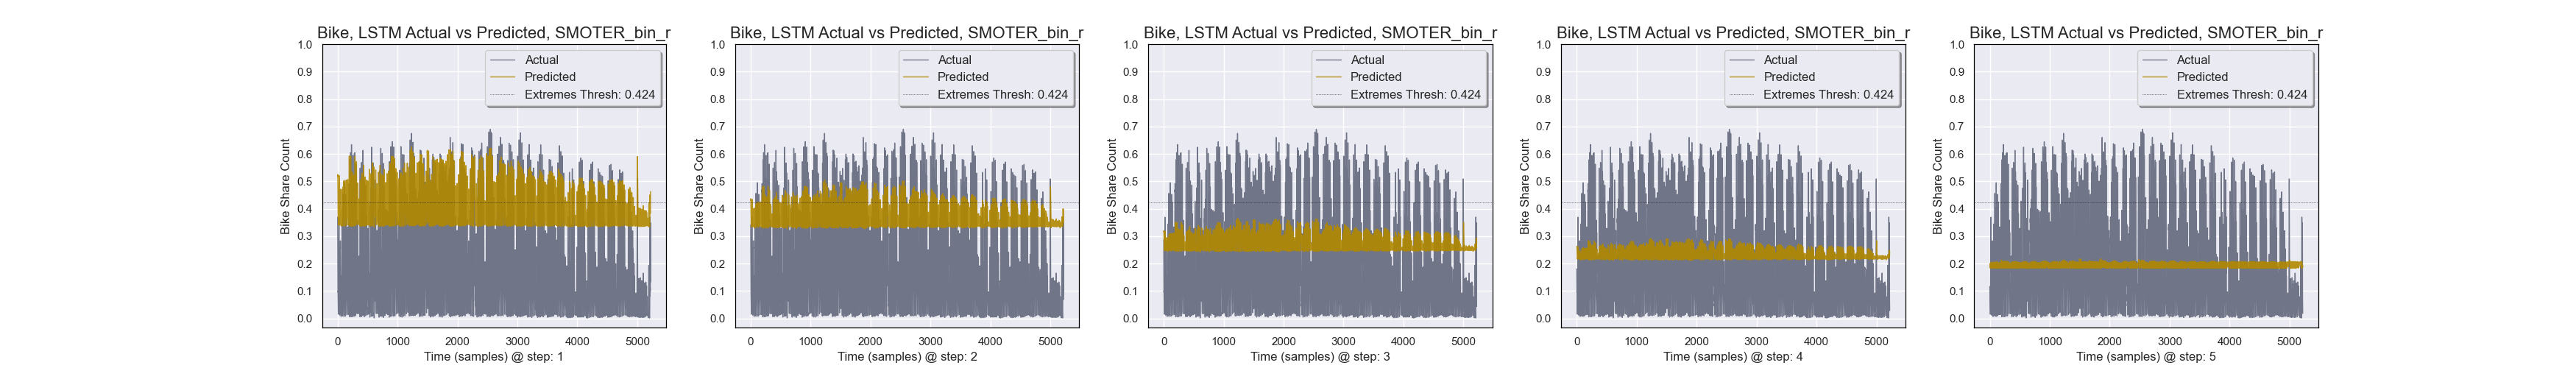 Bike, LSTM Actual vs Predicted, SMOTER_bin_r
Bike Share Count
1.0
0.9
0.8
0.7
0.6
0.5
0.4
0.3
0.2
0.1
0.0
Actual
Predicted
Extremes Thresh: 0.424
0 1000 2000 3000 4000 5000
Time (samples) @ step: 1
Bike, LSTM Actual vs Predicted, SMOTER_bin_r
Bike Share Count
1.0
0.9
0.8
0.7
0.6
0.5
0.4
0.3
0.2
0.1
0.0
Actual
Predicted
Extremes Thresh: 0.424
0 1000 2000 3000 4000 5000
Time (samples) @ step: 2
Bike, LSTM Actual vs Predicted, SMOTER_bin_r
Bike Share Count
1.0
0.9
0.8
0.7
0.6
0.5
0.4
0.3
0.2
0.1
0.0
Actual
Predicted
Extremes Thresh: 0.424
0 1000 2000 3000 4000 5000
Time (samples) @ step: 3
Bike, LSTM Actual vs Predicted, SMOTER_bin_r
Bike Share Count
1.0
0.9
0.8
0.7
0.6
0.5
0.4
0.3
0.2
0.1
0.0
Actual
Predicted
Extremes Thresh: 0.424
0 1000 2000 3000 4000 5000
Time (samples) @ step: 4
Bike, LSTM Actual vs Predicted, SMOTER_bin_r
Bike Share Count
1.0
0.9
0.8
0.7
0.6
0.5
0.4
0.3
0.2
0.1
0.0
Actual
Predicted
Extremes Thresh: 0.424
0 1000 2000 3000 4000 5000
Time (samples) @ step: 5